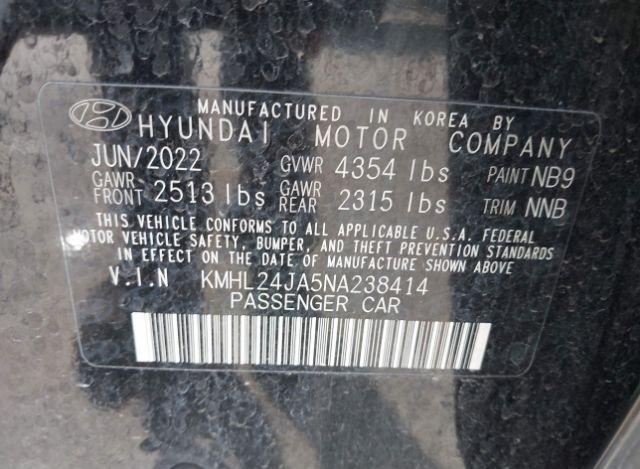 MANUFACTURED IN KOREA BY
HYUNDAI MOTOR COMPANY
JUN/2022 GVWR 4354 lbs PAINT NB9
GAWR FRONT 2513 lbs GAWR REAR 2315 lbs TRIM NNB
THIS VEHICLE CONFORMS TO ALL APPLICABLE U.S.A. FEDERAL
MOTOR VEHICLE SAFETY, BUMPER, AND THEFT PREVENTION STANDARDS
IN EFFECT ON THE DATE OF MANUFACTURE SHOWN ABOVE
V.I.N KMHL24JA5NA238414
PASSENGER CAR